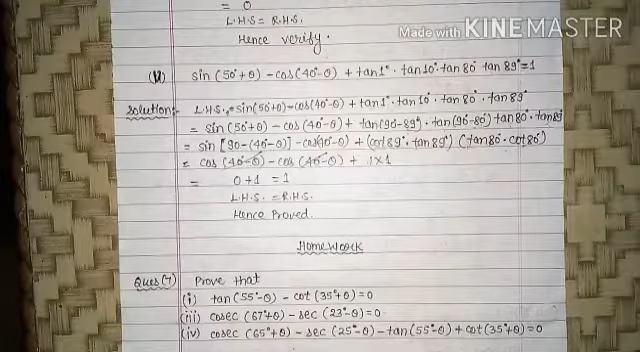 = 0
L.H.S = R.H.S.
Hence verify.
Made with KINEMASTER
(V) sin (50°+θ) - cos(40°-θ) + tan1°· tan10°·tan80° tan89°=1
Solution:- L.H.S.=sin(50°+θ)-cos(40°-θ) + tan1°· tan10°· tan80°· tan89°
= sin (50°+θ) - cos (40°-θ) + tan(90-89°)·tan(90-80°) tan80°·tan89°
= sin [90-(40°-θ)] -cos(40°-θ) + (cot89°·tan89°) (tan80°·cot80°)
= cos (40°-θ) - cos (40°-θ) + 1x1
= 0+1 = 1
L.H.S. = R.H.S.
Hence Proved.
Homework
Ques(7) Prove that
(i) tan (55°-θ) - cot (35°+θ)=0
(iii) cosec (67°+θ) - sec (23°-θ)=0
(iv) cosec (65°+θ) - sec (25°-θ) - tan (55°-θ) + cot (35°+θ)=0